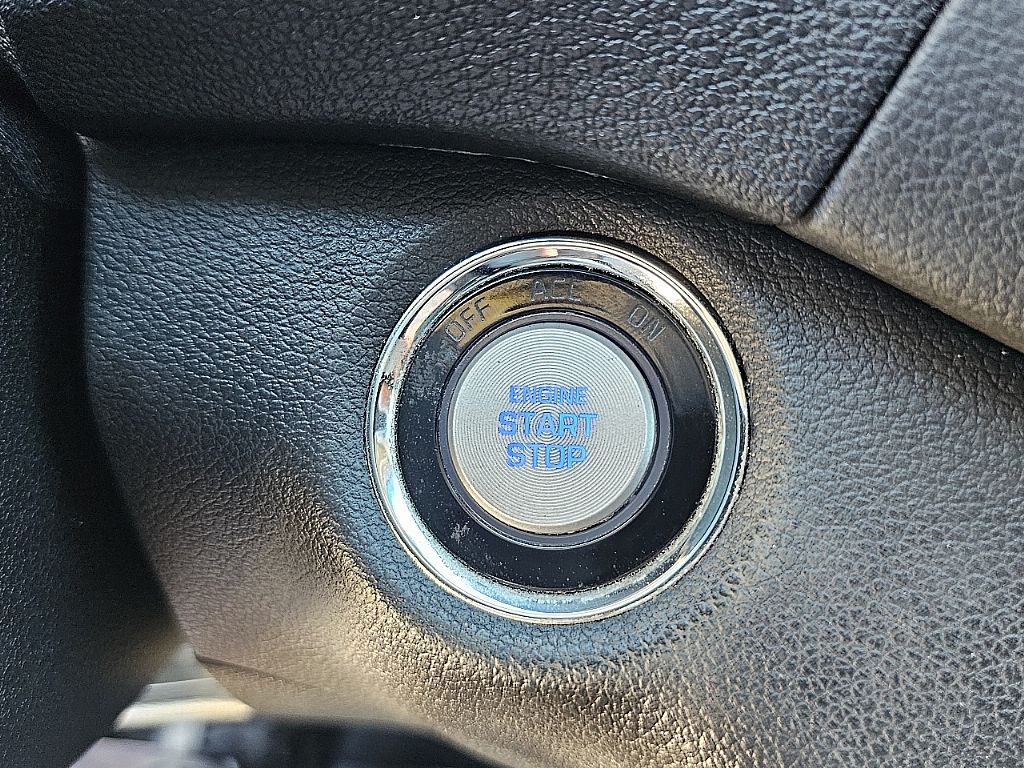 OFF ACC ON
ENGINE
START
STOP